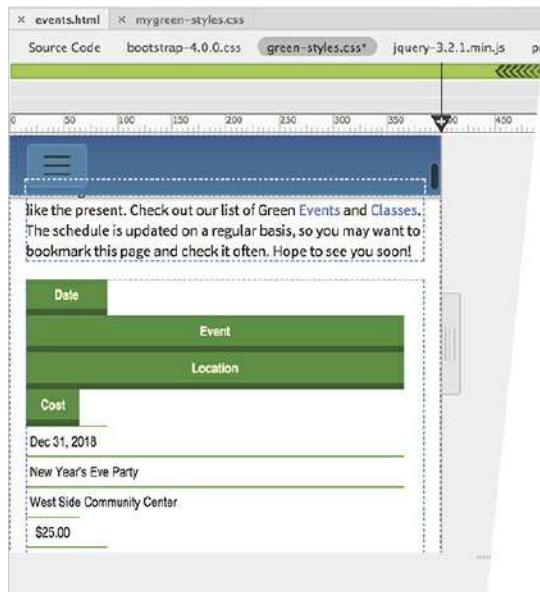 events.html mygreen-styles.css
Source Code bootstrap-4.0.0.css green-styles.css* jquery-3.2.1.min.js
0 50 100 150 200 250 300 350 450
like the present. Check out our list of Green Events and Classes.
The schedule is updated on a regular basis, so you may want to
bookmark this page and check it often. Hope to see you soon!
Date
Event
Location
Cost
Dec 31, 2018
New Year's Eve Party
West Side Community Center
$25.00